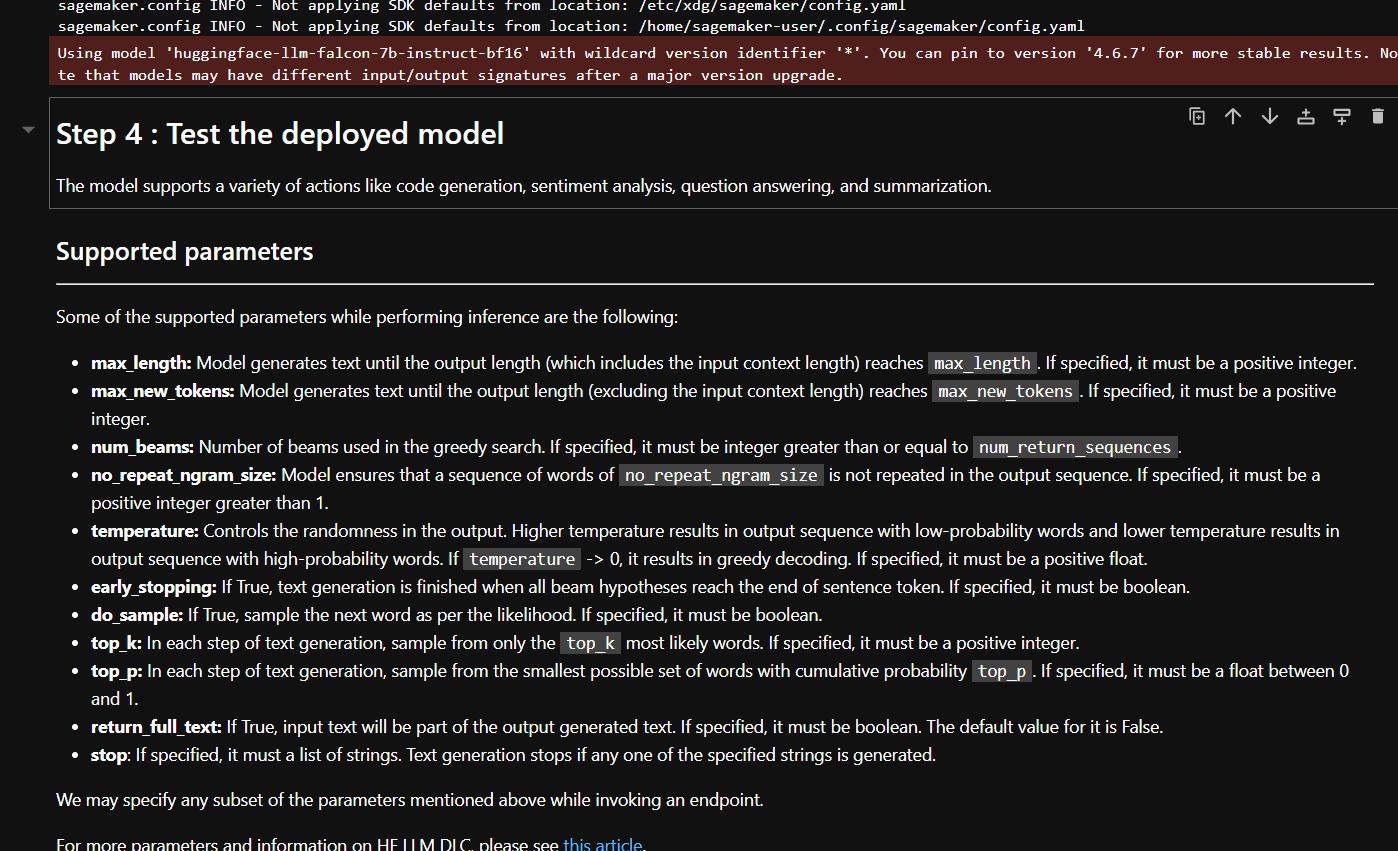 sagemaker.config INFO - Not applying SDK defaults from location: /etc/xdg/sagemaker/config.yaml
sagemaker.config INFO - Not applying SDK defaults from location: /home/sagemaker-user/.config/sagemaker/config.yaml
Using model 'huggingface-llm-falcon-7b-instruct-bf16' with wildcard version identifier '*'. You can pin to version '4.6.7' for more stable results. No
te that models may have different input/output signatures after a major version upgrade.
Step 4 : Test the deployed model
The model supports a variety of actions like code generation, sentiment analysis, question answering, and summarization.
Supported parameters
Some of the supported parameters while performing inference are the following:
• max_length: Model generates text until the output length (which includes the input context length) reaches max_length. If specified, it must be a positive integer.
• max_new_tokens: Model generates text until the output length (excluding the input context length) reaches max_new_tokens. If specified, it must be a positive
integer.
• num_beams: Number of beams used in the greedy search. If specified, it must be integer greater than or equal to num_return_sequences.
• no_repeat_ngram_size: Model ensures that a sequence of words of no_repeat_ngram_size is not repeated in the output sequence. If specified, it must be a
positive integer greater than 1.
• temperature: Controls the randomness in the output. Higher temperature results in output sequence with low-probability words and lower temperature results in
output sequence with high-probability words. If temperature -> 0, it results in greedy decoding. If specified, it must be a positive float.
• early_stopping: If True, text generation is finished when all beam hypotheses reach the end of sentence token. If specified, it must be boolean.
• do_sample: If True, sample the next word as per the likelihood. If specified, it must be boolean.
• top_k: In each step of text generation, sample from only the top_k most likely words. If specified, it must be a positive integer.
• top_p: In each step of text generation, sample from the smallest possible set of words with cumulative probability top_p. If specified, it must be a float between 0
and 1.
• return_full_text: If True, input text will be part of the output generated text. If specified, it must be boolean. The default value for it is False.
• stop: If specified, it must a list of strings. Text generation stops if any one of the specified strings is generated.
We may specify any subset of the parameters mentioned above while invoking an endpoint.
For more parameters and information on HF LLM DLC, please see this article.